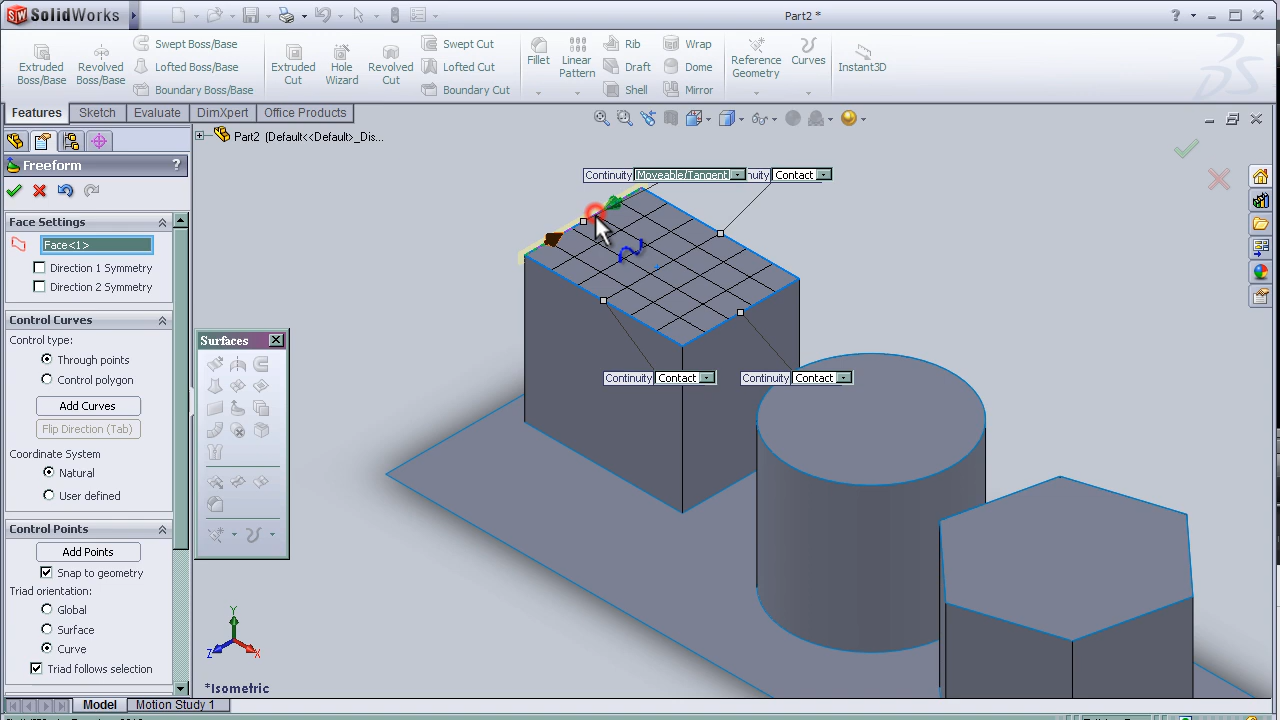 SolidWorks
Part2 *
Extruded Boss/Base
Revolved Boss/Base
Swept Boss/Base
Lofted Boss/Base
Boundary Boss/Base
Extruded Cut
Hole Wizard
Revolved Cut
Swept Cut
Lofted Cut
Boundary Cut
Fillet
Linear Pattern
Rib
Draft
Shell
Wrap
Dome
Mirror
Reference Geometry
Curves
Instant3D
Features
Sketch
Evaluate
DimXpert
Office Products
Part2 (Default<<Default>_Dis...
Freeform
?
Face Settings
Face<1>
Direction 1 Symmetry
Direction 2 Symmetry
Control Curves
Control type:
Through points
Control polygon
Add Curves
Flip Direction (Tab)
Coordinate System
Natural
User defined
Control Points
Add Points
Snap to geometry
Triad orientation:
Global
Surface
Curve
Triad follows selection
Surfaces
Continuity Moveable/Tangent
nuity Contact
Continuity Contact
Continuity Contact
Y
Z
X
*Isometric
Model
Motion Study 1